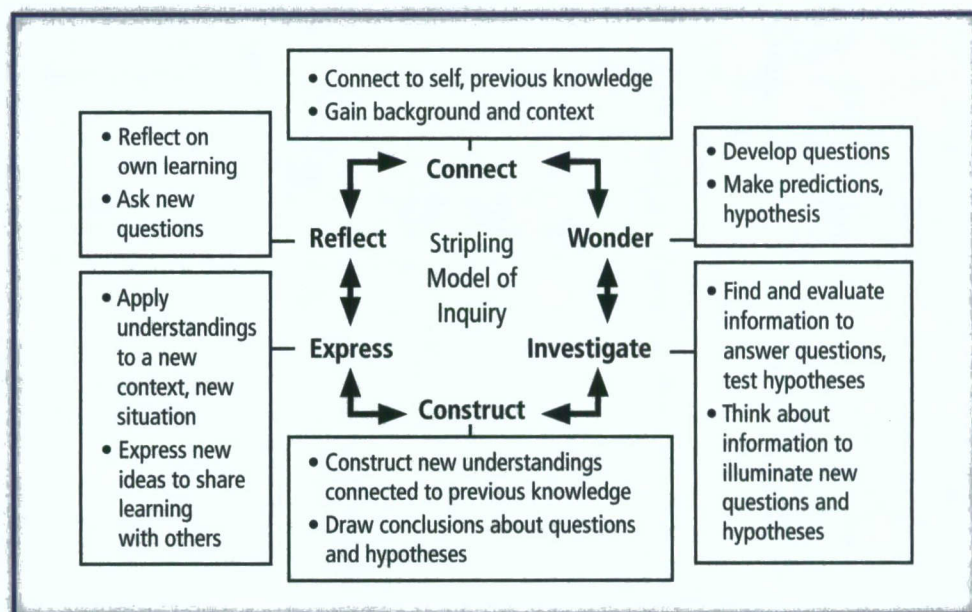 • Connect to self, previous knowledge
• Gain background and context
Connect
• Develop questions
• Make predictions,
hypothesis
Wonder
• Find and evaluate
information to
answer questions,
test hypotheses
• Think about
information to
illuminate new
questions and
hypotheses
Investigate
Construct
• Construct new understandings
connected to previous knowledge
• Draw conclusions about questions
and hypotheses
Express
• Apply
understandings
to a new
context, new
situation
• Express new
ideas to share
learning
with others
Reflect
• Reflect on
own learning
• Ask new
questions
Stripling
Model of
Inquiry